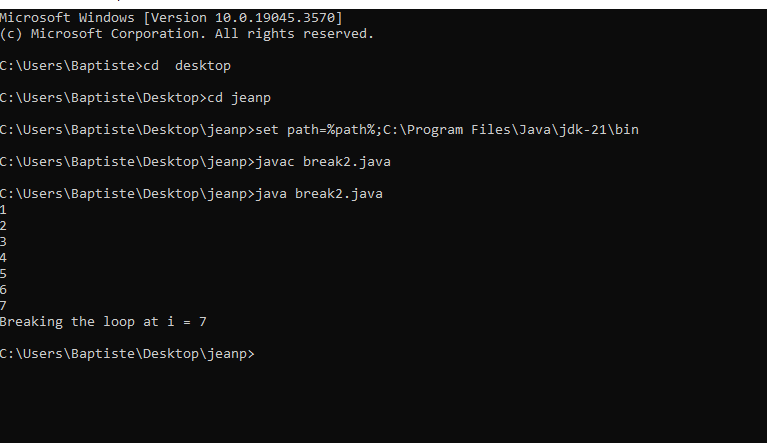 Microsoft Windows [Version 10.0.19045.3570]
(c) Microsoft Corporation. All rights reserved.
C:\Users\Baptiste>cd  desktop
C:\Users\Baptiste\Desktop>cd jeanp
C:\Users\Baptiste\Desktop\jeanp>set path=%path%;C:\Program Files\Java\jdk-21\bin
C:\Users\Baptiste\Desktop\jeanp>javac break2.java
C:\Users\Baptiste\Desktop\jeanp>java break2.java
1
2
3
4
5
6
7
Breaking the loop at i = 7
C:\Users\Baptiste\Desktop\jeanp>